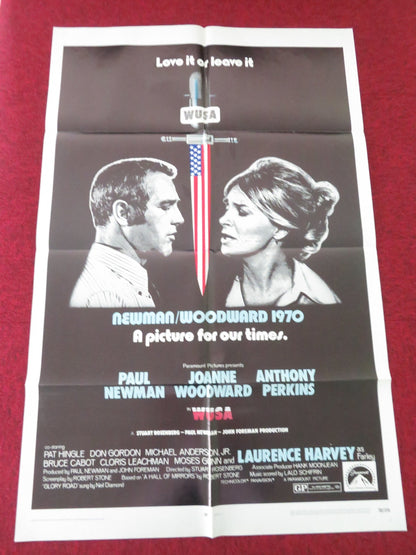 Love it or leave it
WUSA
NEWMAN/WOODWARD 1970
A picture for our times.
Paramount Pictures presents
PAUL NEWMAN
JOANNE WOODWARD
ANTHONY PERKINS
in WUSA
A STUART ROSENBERG – PAUL NEWMAN – JOHN FOREMAN PRODUCTION
co-starring
PAT HINGLE DON GORDON MICHAEL ANDERSON, JR.
BRUCE CABOT CLORIS LEACHMAN MOSES GUNN and LAURENCE HARVEY as Farley
Produced by PAUL NEWMAN and JOHN FOREMAN Directed by STUART ROSENBERG Associate Producer HANK MOONJEAN
Screenplay by ROBERT STONE Based on "A HALL OF MIRRORS" by ROBERT STONE Music scored by LALO SCHIFRIN
"GLORY ROAD" sung by Neil Diamond TECHNICOLOR PANAVISION A PARAMOUNT PICTURE
GP
Paramount